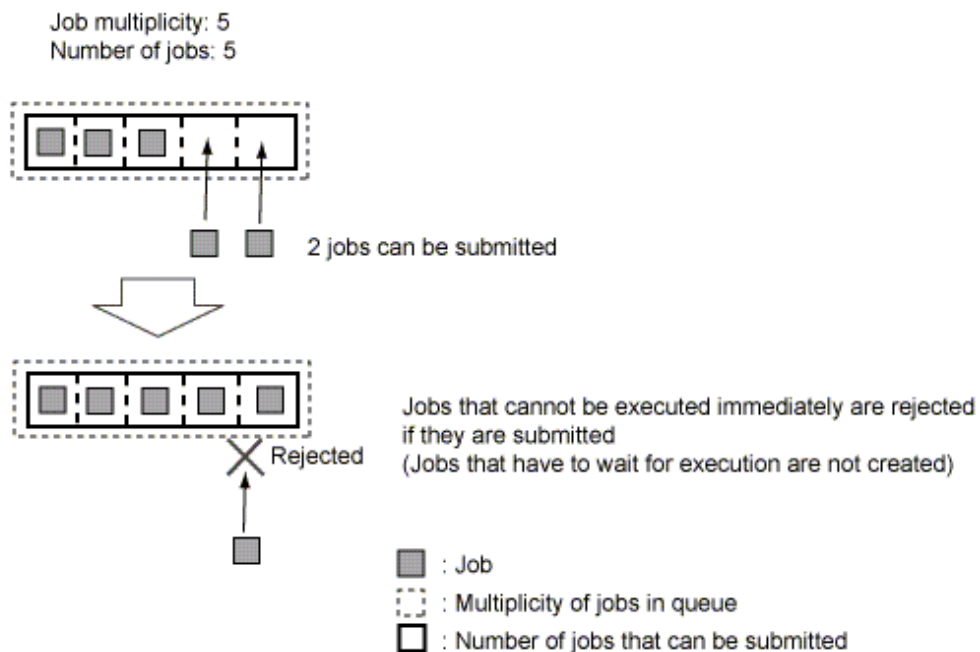 Job multiplicity: 5
Number of jobs: 5
2 jobs can be submitted
Jobs that cannot be executed immediately are rejected
if they are submitted
(Jobs that have to wait for execution are not created)
Rejected
: Job
: Multiplicity of jobs in queue
: Number of jobs that can be submitted